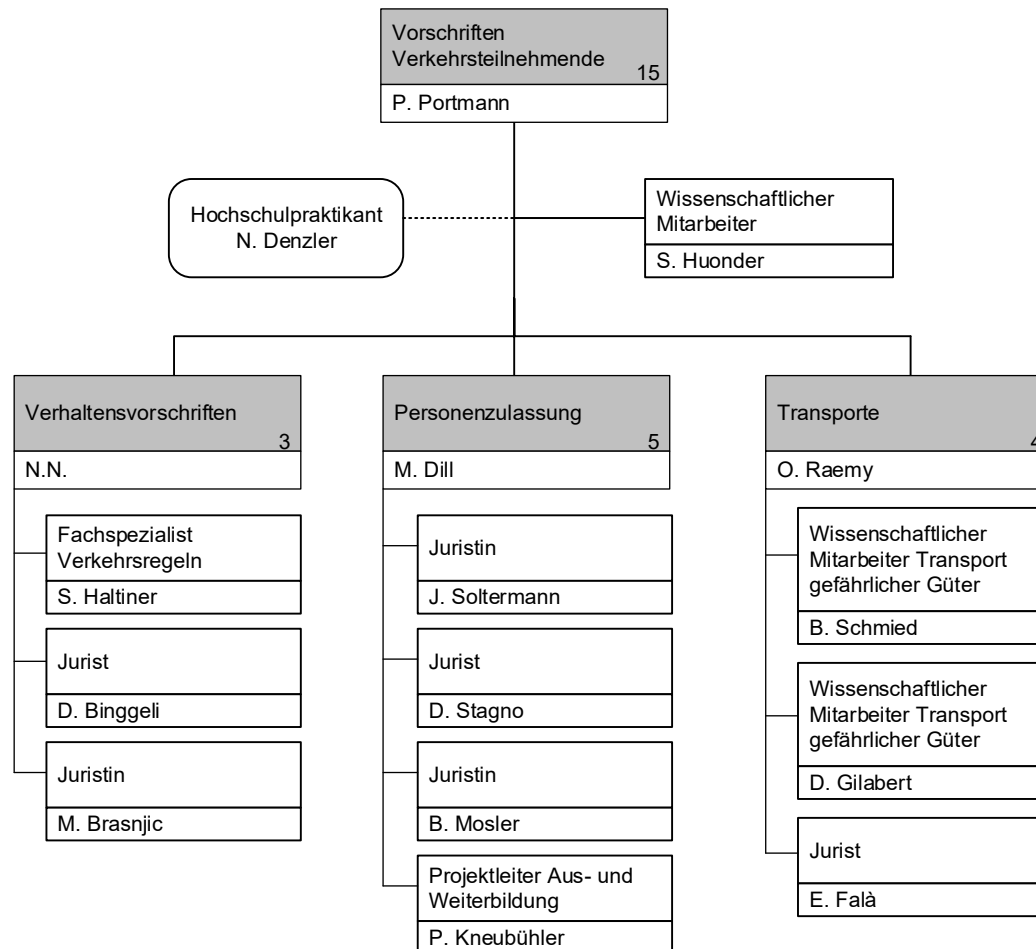 Vorschriften
Verkehrsteilnehmende
15
P. Portmann
Hochschulpraktikant
N. Denzler
Wissenschaftlicher
Mitarbeiter
S. Huonder
Verhaltensvorschriften
3
N.N.
Fachspezialist
Verkehrsregeln
S. Haltiner
Jurist
D. Binggeli
Juristin
M. Brasnjic
Personenzulassung
5
M. Dill
Juristin
J. Soltermann
Jurist
D. Stagno
Juristin
B. Mosler
Projektleiter Aus- und
Weiterbildung
P. Kneubühler
Transporte
4
O. Raemy
Wissenschaftlicher
Mitarbeiter Transport
gefährlicher Güter
B. Schmied
Wissenschaftlicher
Mitarbeiter Transport
gefährlicher Güter
D. Gilabert
Jurist
E. Falà